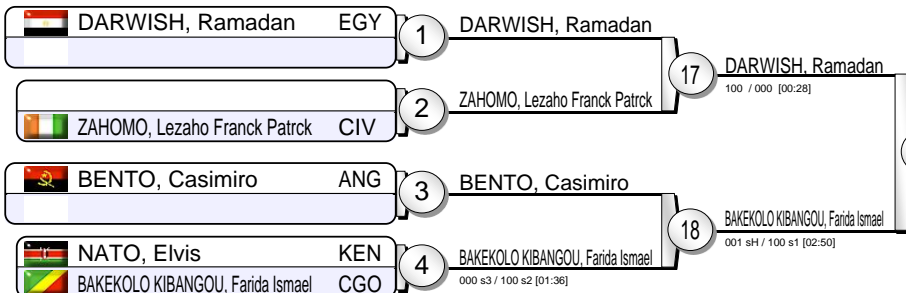 DARWISH, Ramadan EGY
1
DARWISH, Ramadan
ZAHOMO, Lezaho Franck Patrck CIV
2
ZAHOMO, Lezaho Franck Patrck
17
DARWISH, Ramadan
100 / 000 [00:28]
BENTO, Casimiro ANG
3
BENTO, Casimiro
NATO, Elvis KEN
BAKEKOLO KIBANGOU, Farida Ismael CGO
4
BAKEKOLO KIBANGOU, Farida Ismael
000 s3 / 100 s2 [01:36]
18
BAKEKOLO KIBANGOU, Farida Ismael
001 sH / 100 s1 [02:50]